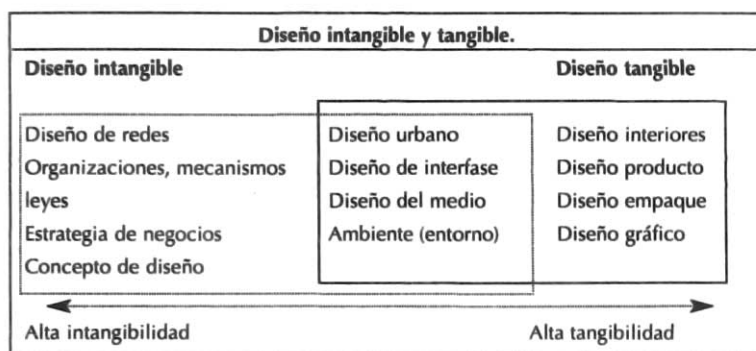 Diseño intangible y tangible.
Diseño intangible
Diseño tangible
Diseño de redes
Organizaciones, mecanismos
leyes
Estrategia de negocios
Concepto de diseño
Diseño urbano
Diseño de interfase
Diseño del medio
Ambiente (entorno)
Diseño interiores
Diseño producto
Diseño empaque
Diseño gráfico
Alta intangibilidad
Alta tangibilidad